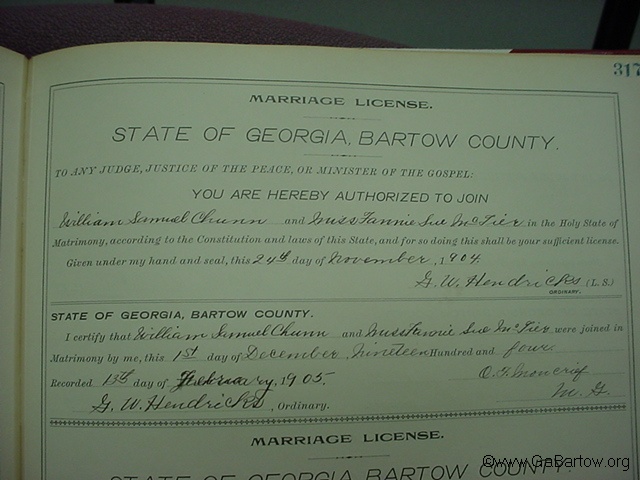 317
MARRIAGE LICENSE.
STATE OF GEORGIA, BARTOW COUNTY.
TO ANY JUDGE, JUSTICE OF THE PEACE, OR MINISTER OF THE GOSPEL:
YOU ARE HEREBY AUTHORIZED TO JOIN
William Samuel Chunn and Miss Fannie Sue McTier in the Holy State of
Matrimony, according to the Constitution and laws of this State, and for so doing this shall be your sufficient license.
Given under my hand and seal, this 24th day of November, 1904
G. W. Hendricks (L. S.)
ORDINARY.
STATE OF GEORGIA, BARTOW COUNTY.
I certify that William Samuel Chunn and Miss Fannie Sue McTier were joined in
Matrimony by me, this 1st day of December Nineteen Hundred and four
Recorded 13th day of February, 1905. O. F. Moncrief
G. W. Hendricks, Ordinary. M. G.
MARRIAGE LICENSE.
STATE OF GEORGIA, BARTOW COUNTY.
©www.GaBartow.org